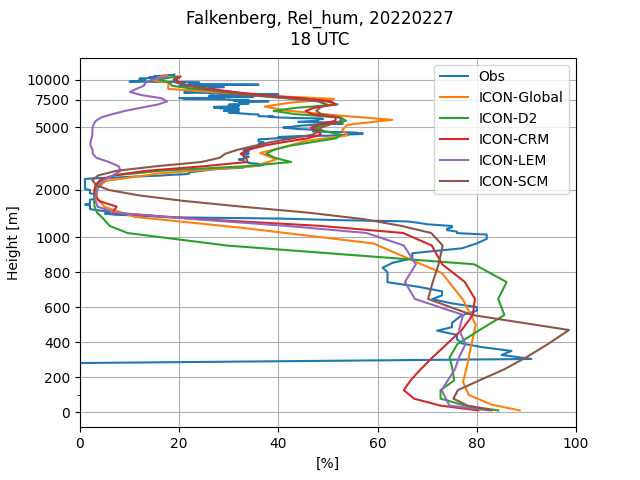 Falkenberg, Rel_hum, 20220227
18 UTC
Obs
ICON-Global
ICON-D2
ICON-CRM
ICON-LEM
ICON-SCM
10000
7500
5000
2000
1000
800
600
400
200
0
Height [m]
0 20 40 60 80 100
[%]